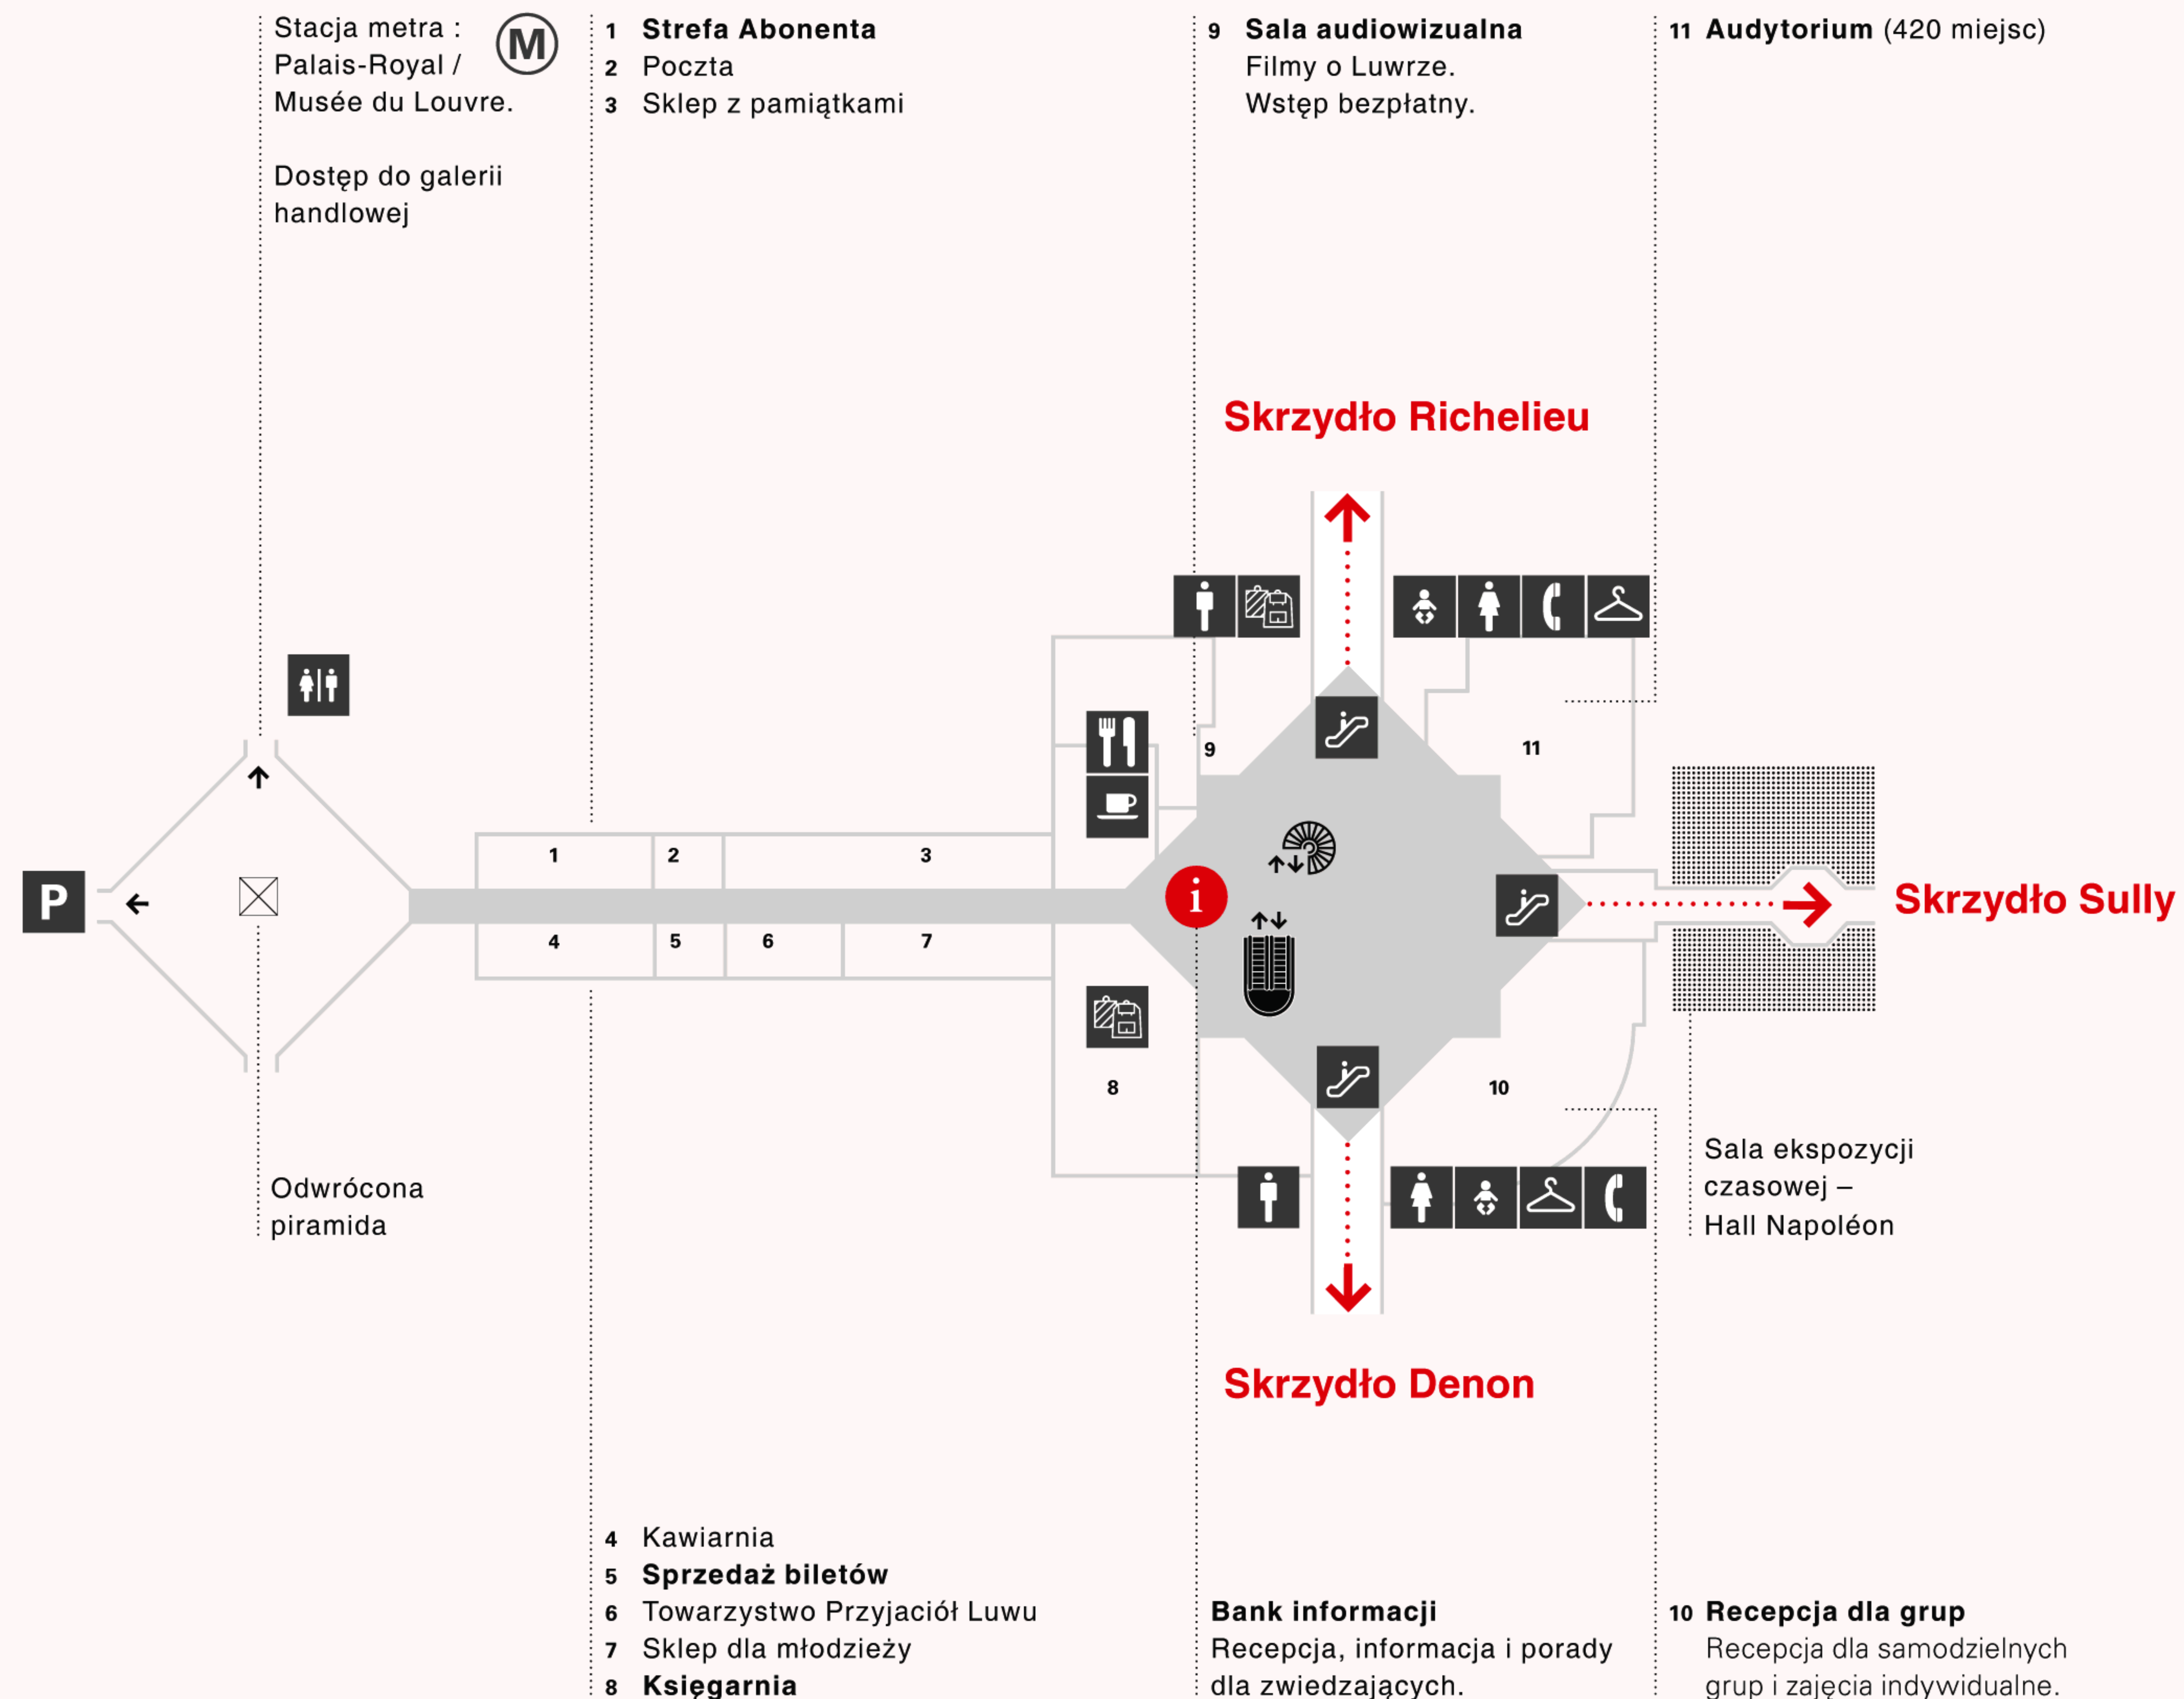 Stacja metra :
Palais-Royal /
Musée du Louvre.
M
Dostęp do galerii
handlowej
1 Strefa Abonenta
2 Poczta
3 Sklep z pamiątkami
9 Sala audiowizualna
Filmy o Luwrze.
Wstęp bezpłatny.
11 Audytorium (420 miejsc)
Skrzydło Richelieu
9
11
1
2
3
P
i
Skrzydło Sully
4
5
6
7
8
10
Odwrócona
piramida
Sala ekspozycji
czasowej –
Hall Napoléon
Skrzydło Denon
4 Kawiarnia
5 Sprzedaż biletów
6 Towarzystwo Przyjaciół Luwu
7 Sklep dla młodzieży
8 Księgarnia
Bank informacji
Recepcja, informacja i porady
dla zwiedzających.
10 Recepcja dla grup
Recepcja dla samodzielnych
grup i zajęcia indywidualne.